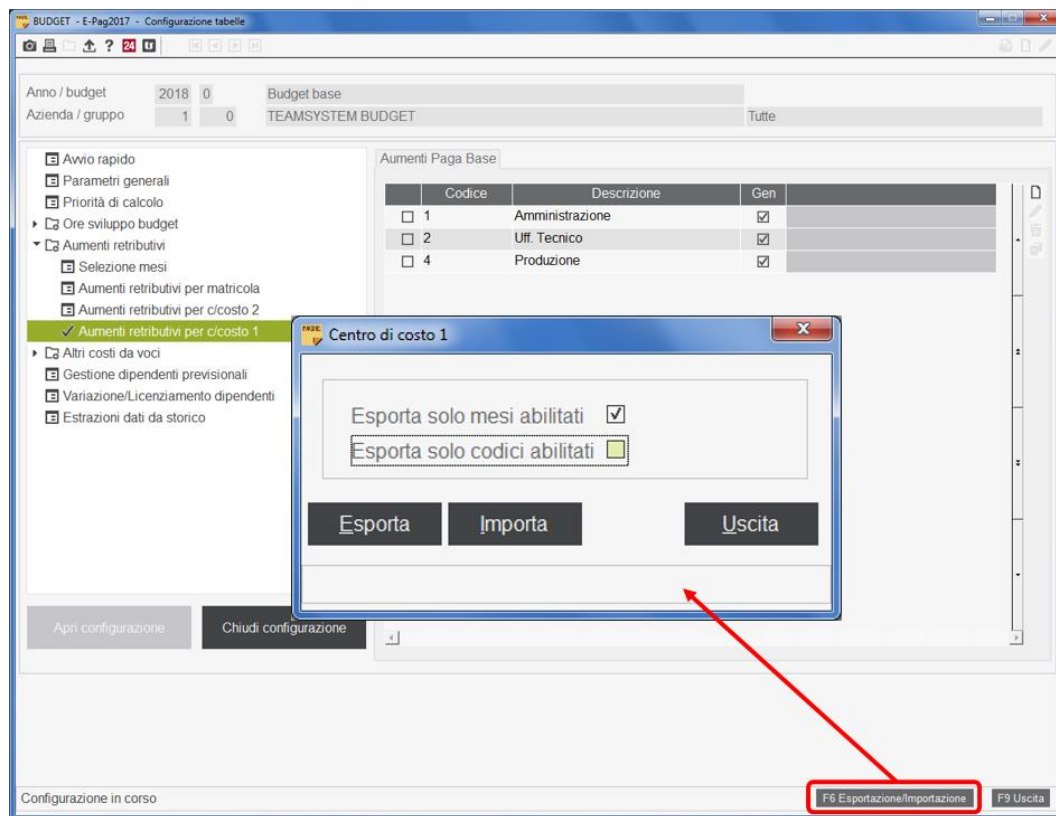 BUDGET - E-Pag2017 - Configurazione tabelle
? 24
Anno / budget 2018 0 Budget base
Azienda / gruppo 1 0 TEAMSYSTEM BUDGET Tutte
Avvio rapido
Parametri generali
Priorità di calcolo
Ore sviluppo budget
Aumenti retributivi
Selezione mesi
Aumenti retributivi per matricola
Aumenti retributivi per c/costo 2
Aumenti retributivi per c/costo 1
Altri costi da voci
Gestione dipendenti previsionali
Variazione/Licenziamento dipendenti
Estrazioni dati da storico
Aumenti Paga Base
Codice Descrizione Gen
1 Amministrazione
2 Uff. Tecnico
4 Produzione
Centro di costo 1
Esporta solo mesi abilitati
Esporta solo codici abilitati
Esporta Importa Uscita
Apri configurazione Chiudi configurazione
Configurazione in corso F6 Esportazione/Importazione F9 Uscita